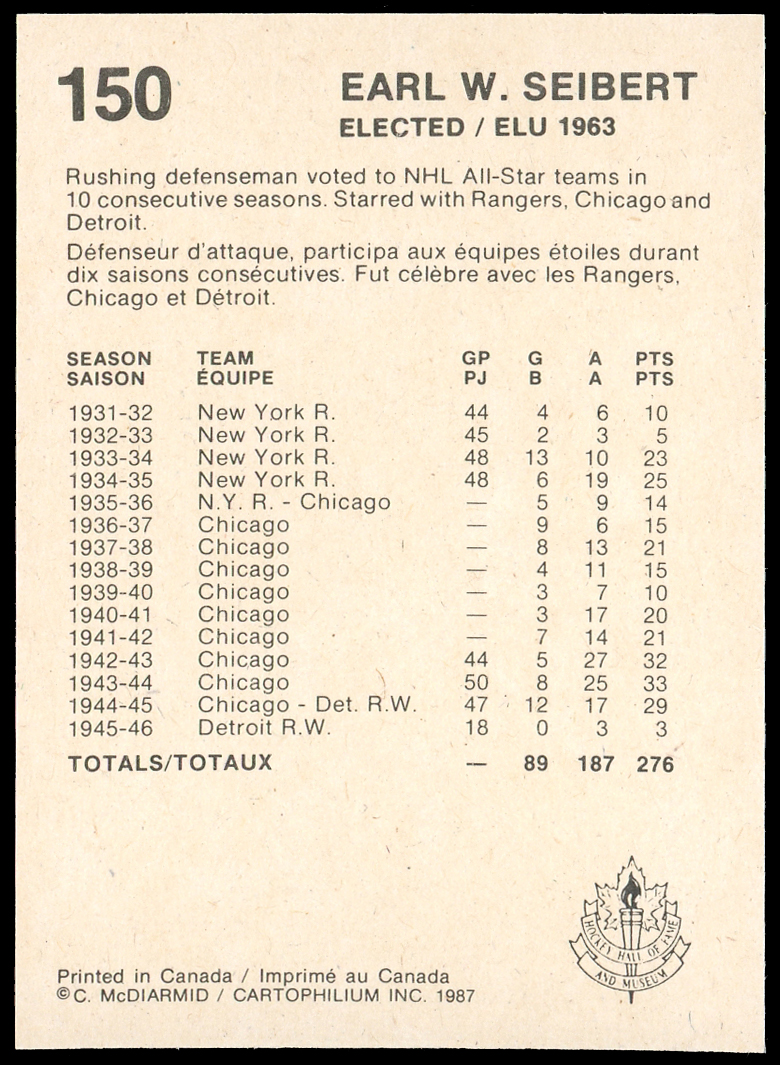 150 EARL W. SEIBERT
ELECTED / ELU 1963
Rushing defenseman voted to NHL All-Star teams in
10 consecutive seasons. Starred with Rangers, Chicago and
Detroit.
Défenseur d'attaque, participa aux équipes étoiles durant
dix saisons consécutives. Fut célèbre avec les Rangers,
Chicago et Détroit.
SEASON TEAM GP G A PTS
SAISON ÉQUIPE PJ B A PTS
1931-32 New York R. 44 4 6 10
1932-33 New York R. 45 2 3 5
1933-34 New York R. 48 13 10 23
1934-35 New York R. 48 6 19 25
1935-36 N.Y. R. - Chicago — 5 9 14
1936-37 Chicago — 9 6 15
1937-38 Chicago — 8 13 21
1938-39 Chicago — 4 11 15
1939-40 Chicago — 3 7 10
1940-41 Chicago — 3 17 20
1941-42 Chicago — 7 14 21
1942-43 Chicago 44 5 27 32
1943-44 Chicago 50 8 25 33
1944-45 Chicago - Det. R.W. 47 12 17 29
1945-46 Detroit R.W. 18 0 3 3
TOTALS/TOTAUX — 89 187 276
HOCKEY HALL OF FAME
AND MUSEUM
Printed in Canada / Imprimé au Canada
©C. McDIARMID / CARTOPHILIUM INC. 1987